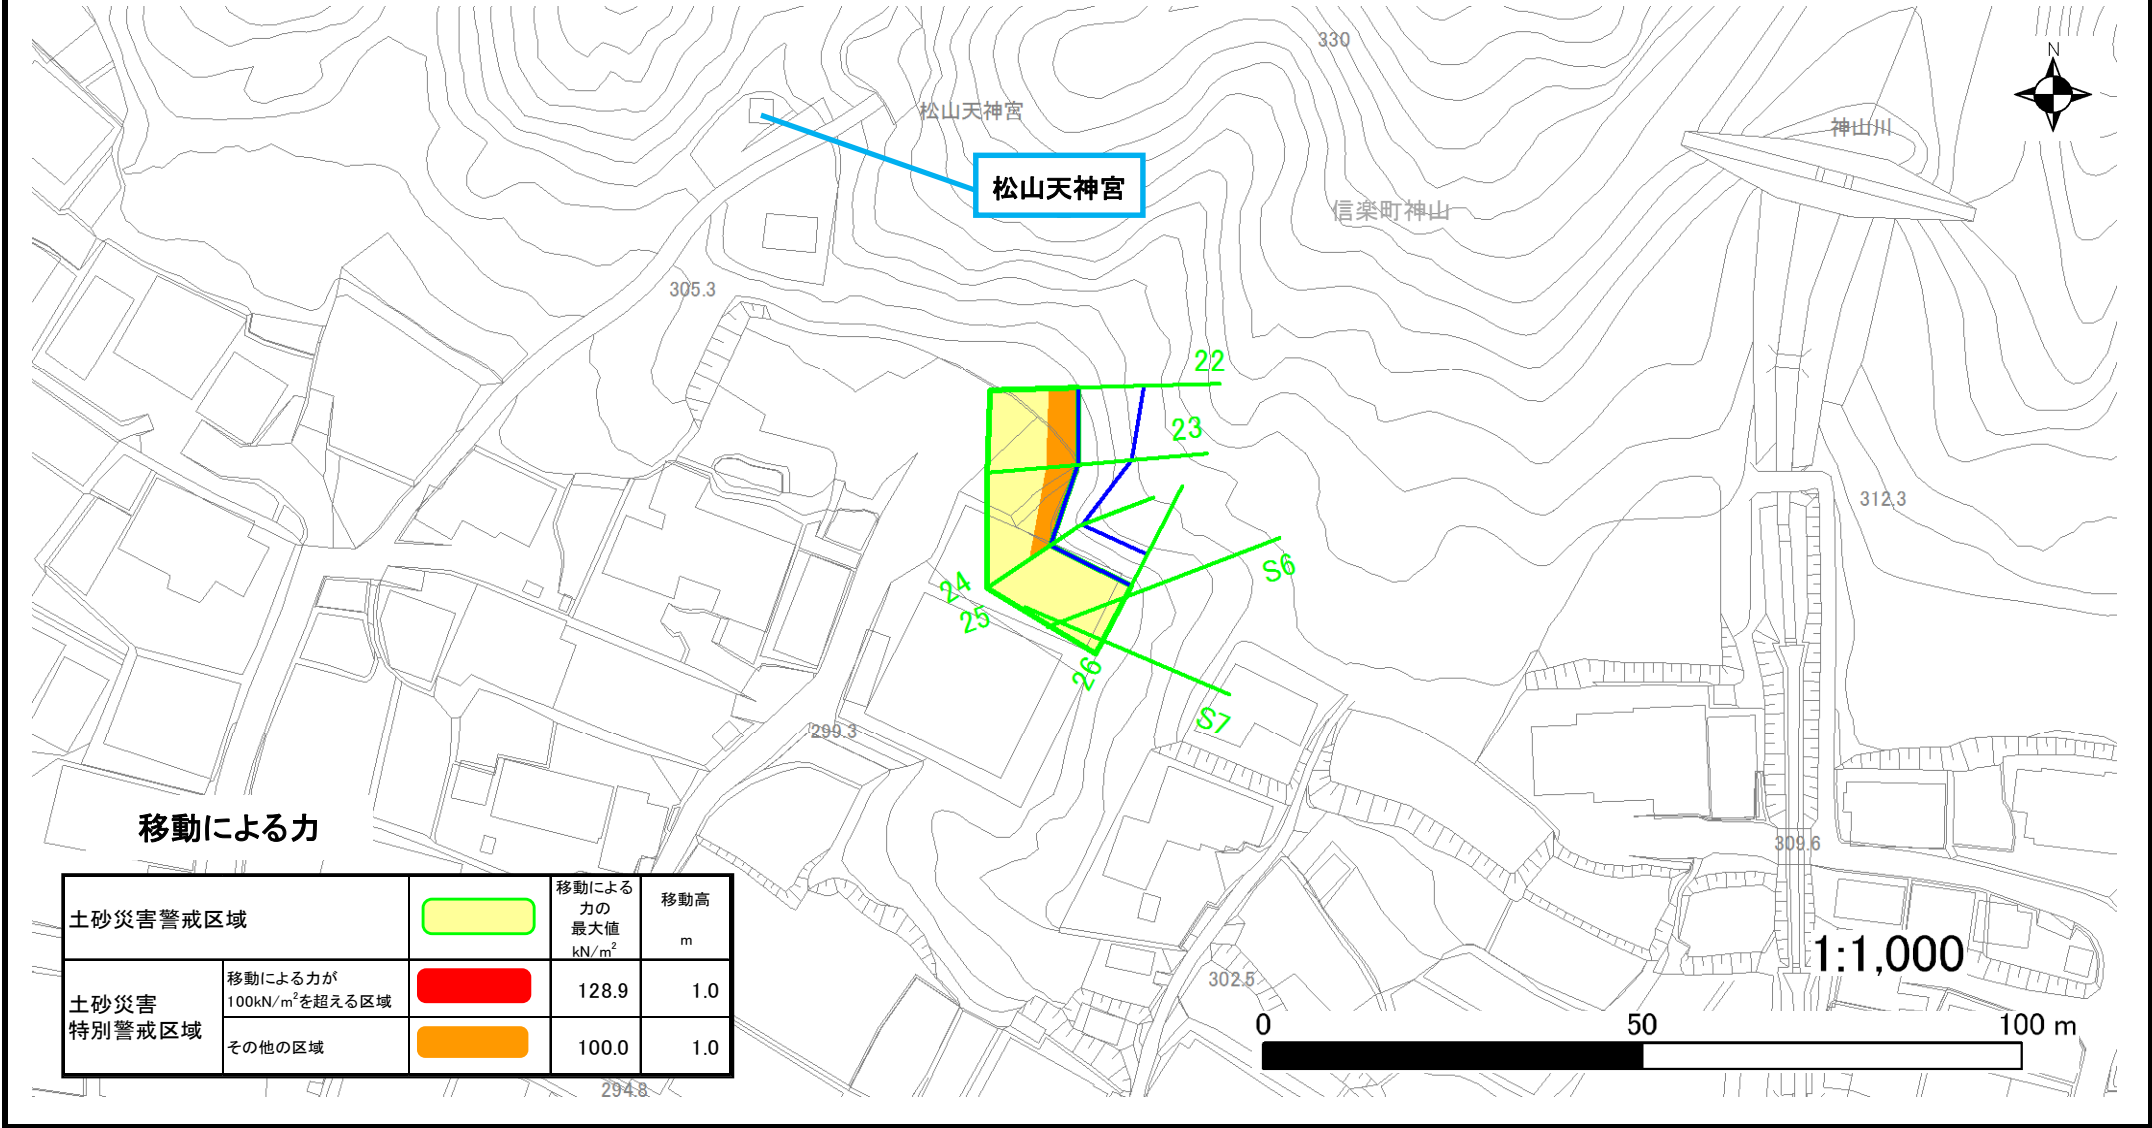 330
N
松山天神宮
神山川
松山天神宮
信楽町神山
305.3
22
23
312.3
S6
24
25
26
S7
299.3
309.6
移動による力
土砂災害警戒区域
移動による
力の
最大値
kN/m²
移動高
m
土砂災害
特別警戒区域
移動による力が
100kN/m²を超える区域
128.9
1.0
その他の区域
100.0
1.0
302.5
1:1,000
0
50
100 m
294.8